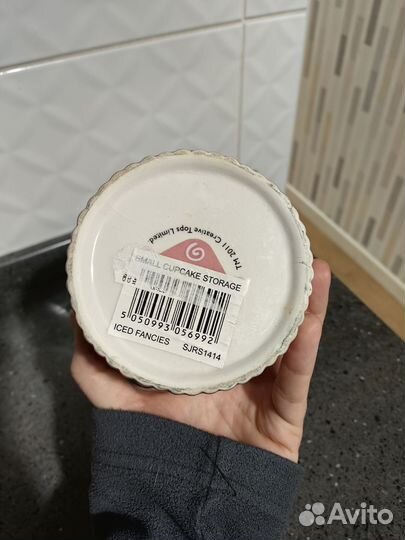 TM 2011 Creative Tops Limited
SMALL CUPCAKE STORAGE
5 050993 056992
ICED FANCIES SJRS1414
Avito